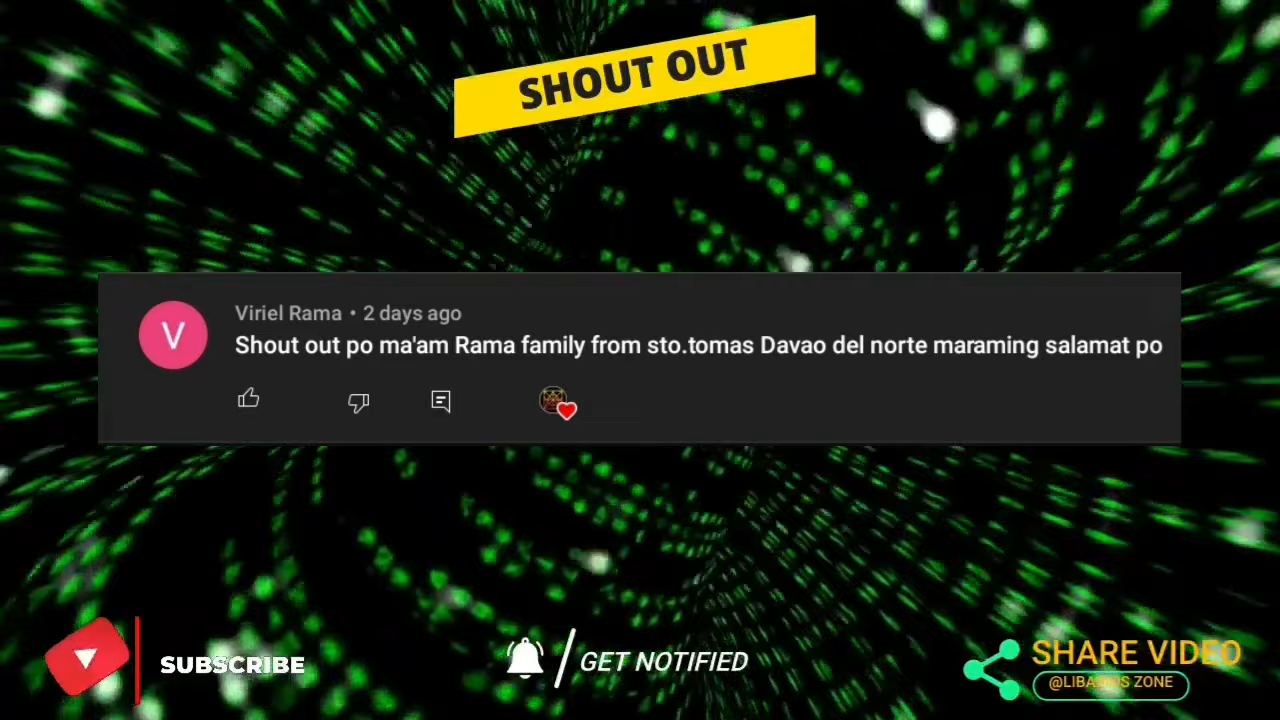 SHOUT OUT
V
Viriel Rama • 2 days ago
Shout out po ma'am Rama family from sto.tomas Davao del norte maraming salamat po
SUBSCRIBE
GET NOTIFIED
SHARE VIDEO
ZONE